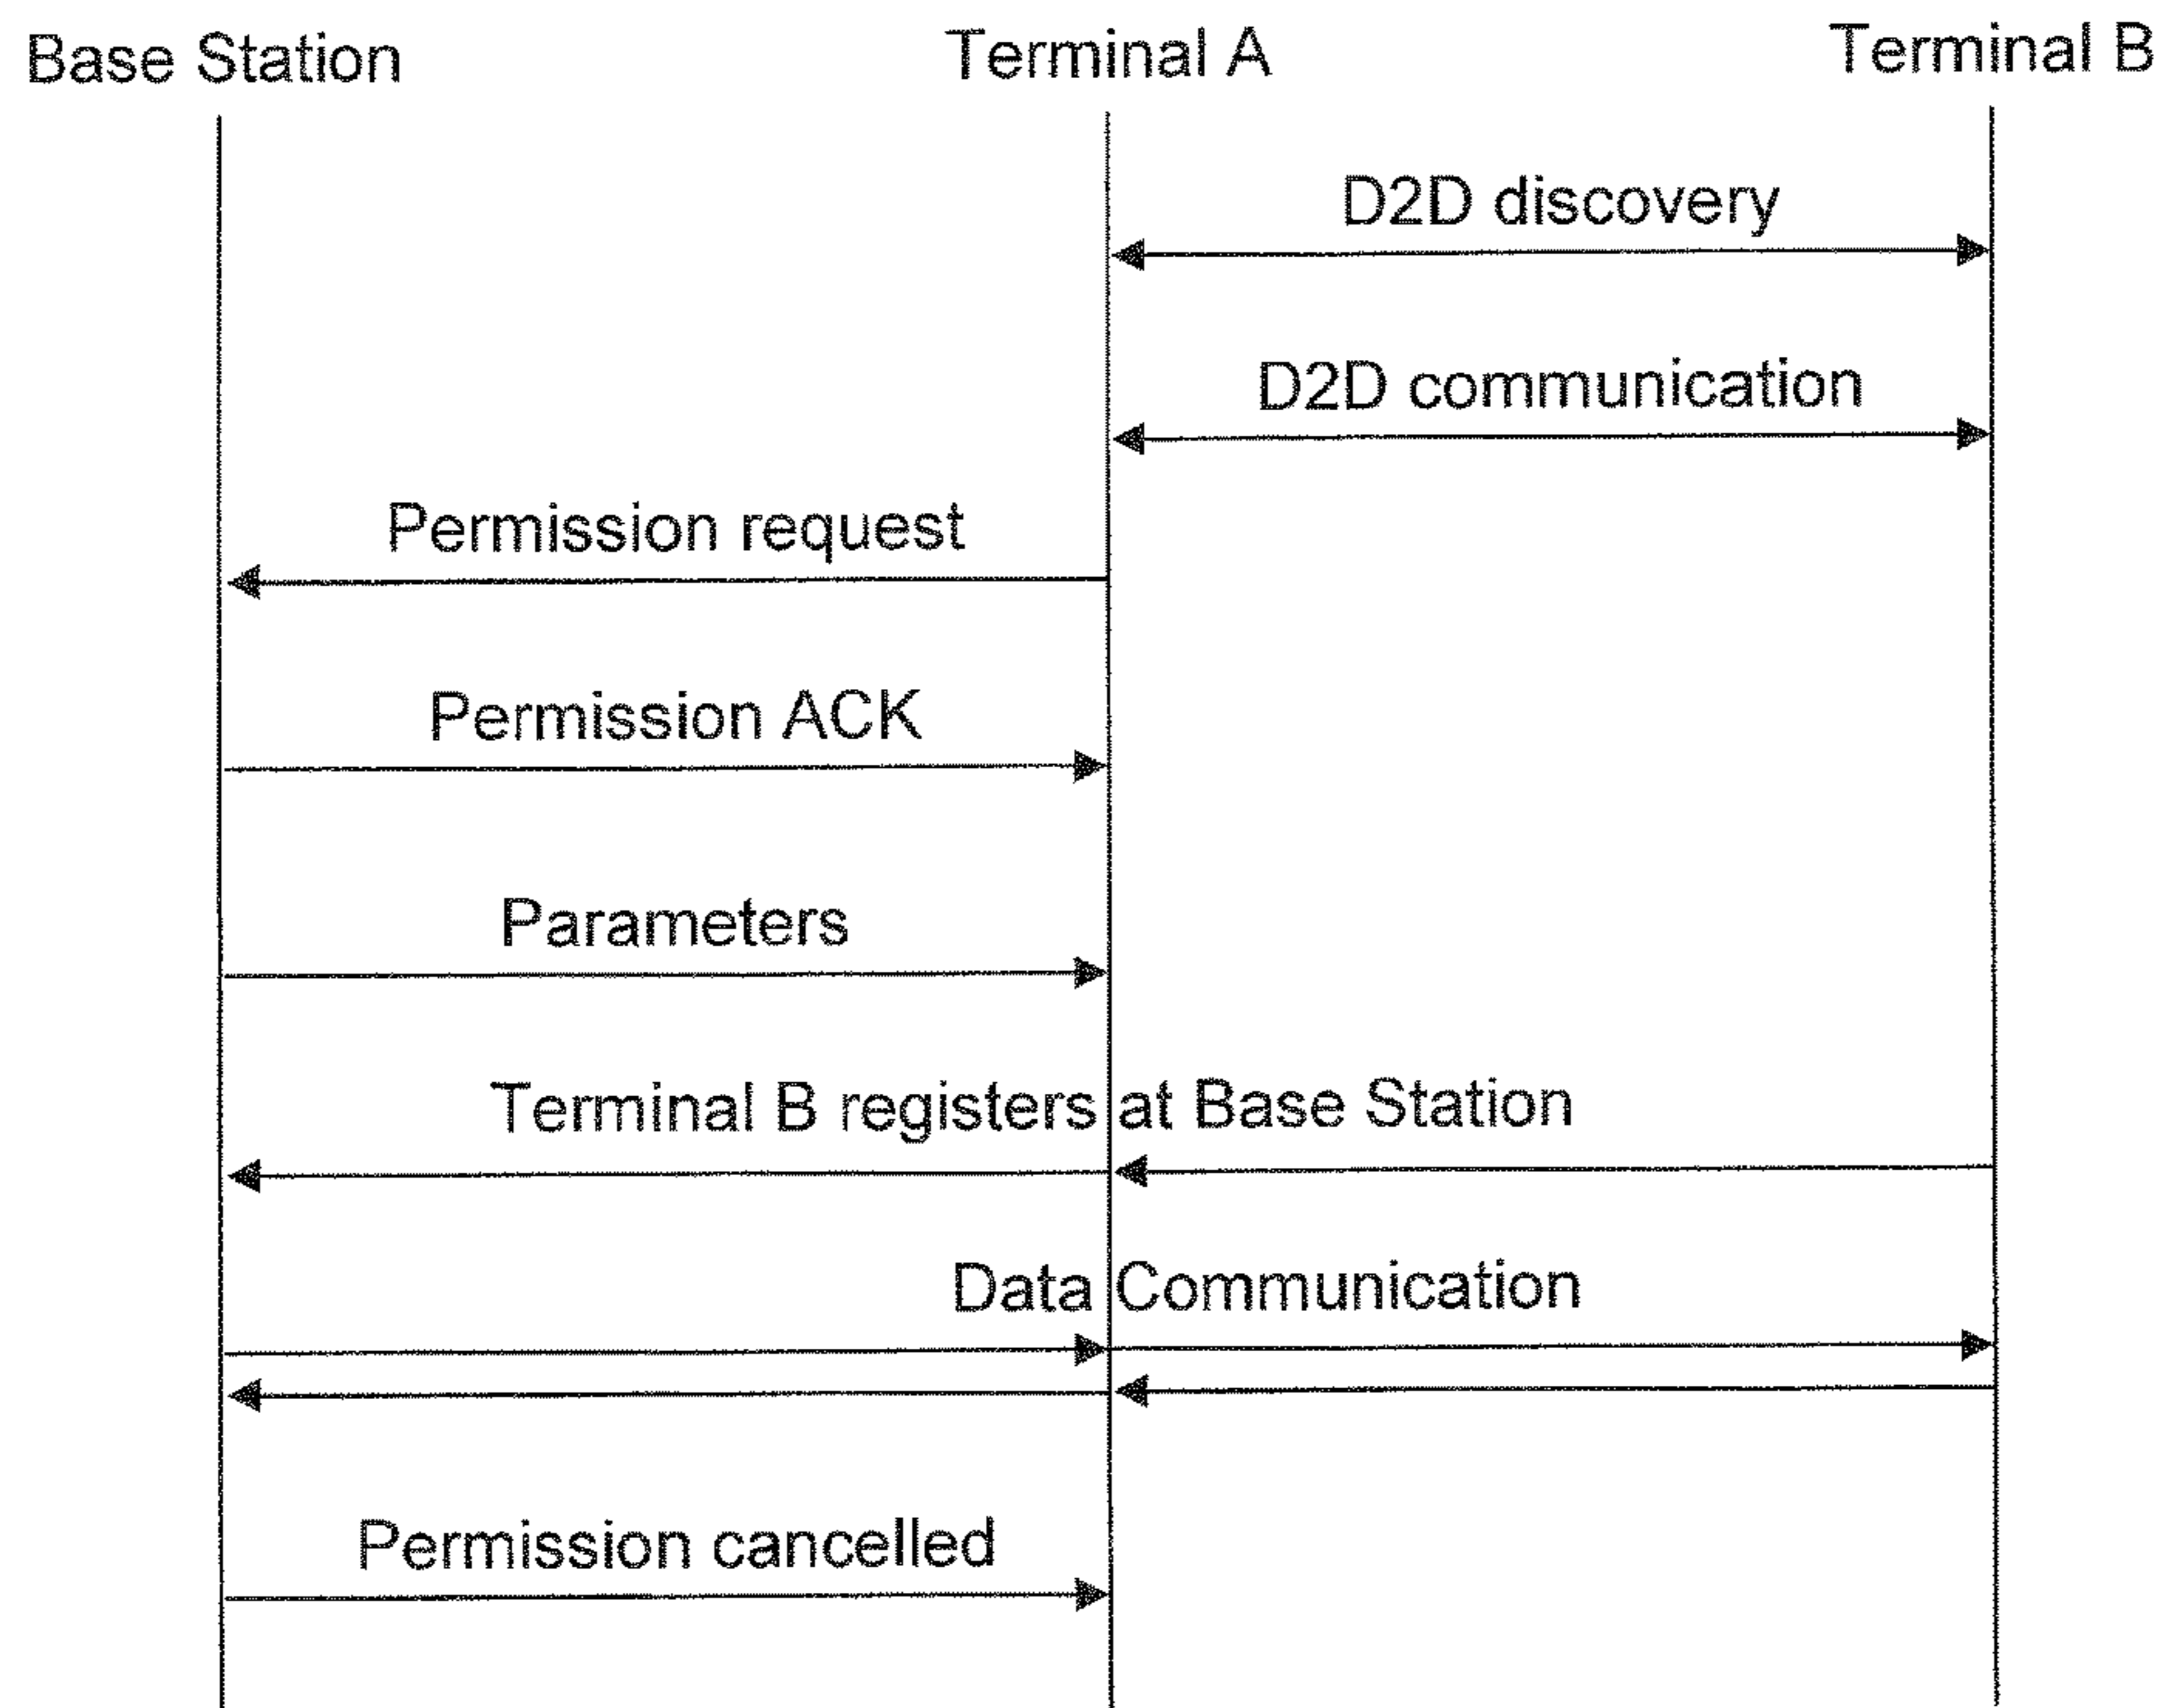 Base Station
Terminal A
Terminal B
D2D discovery
D2D communication
Permission request
Permission ACK
Parameters
Terminal B registers at Base Station
Data Communication
Permission cancelled